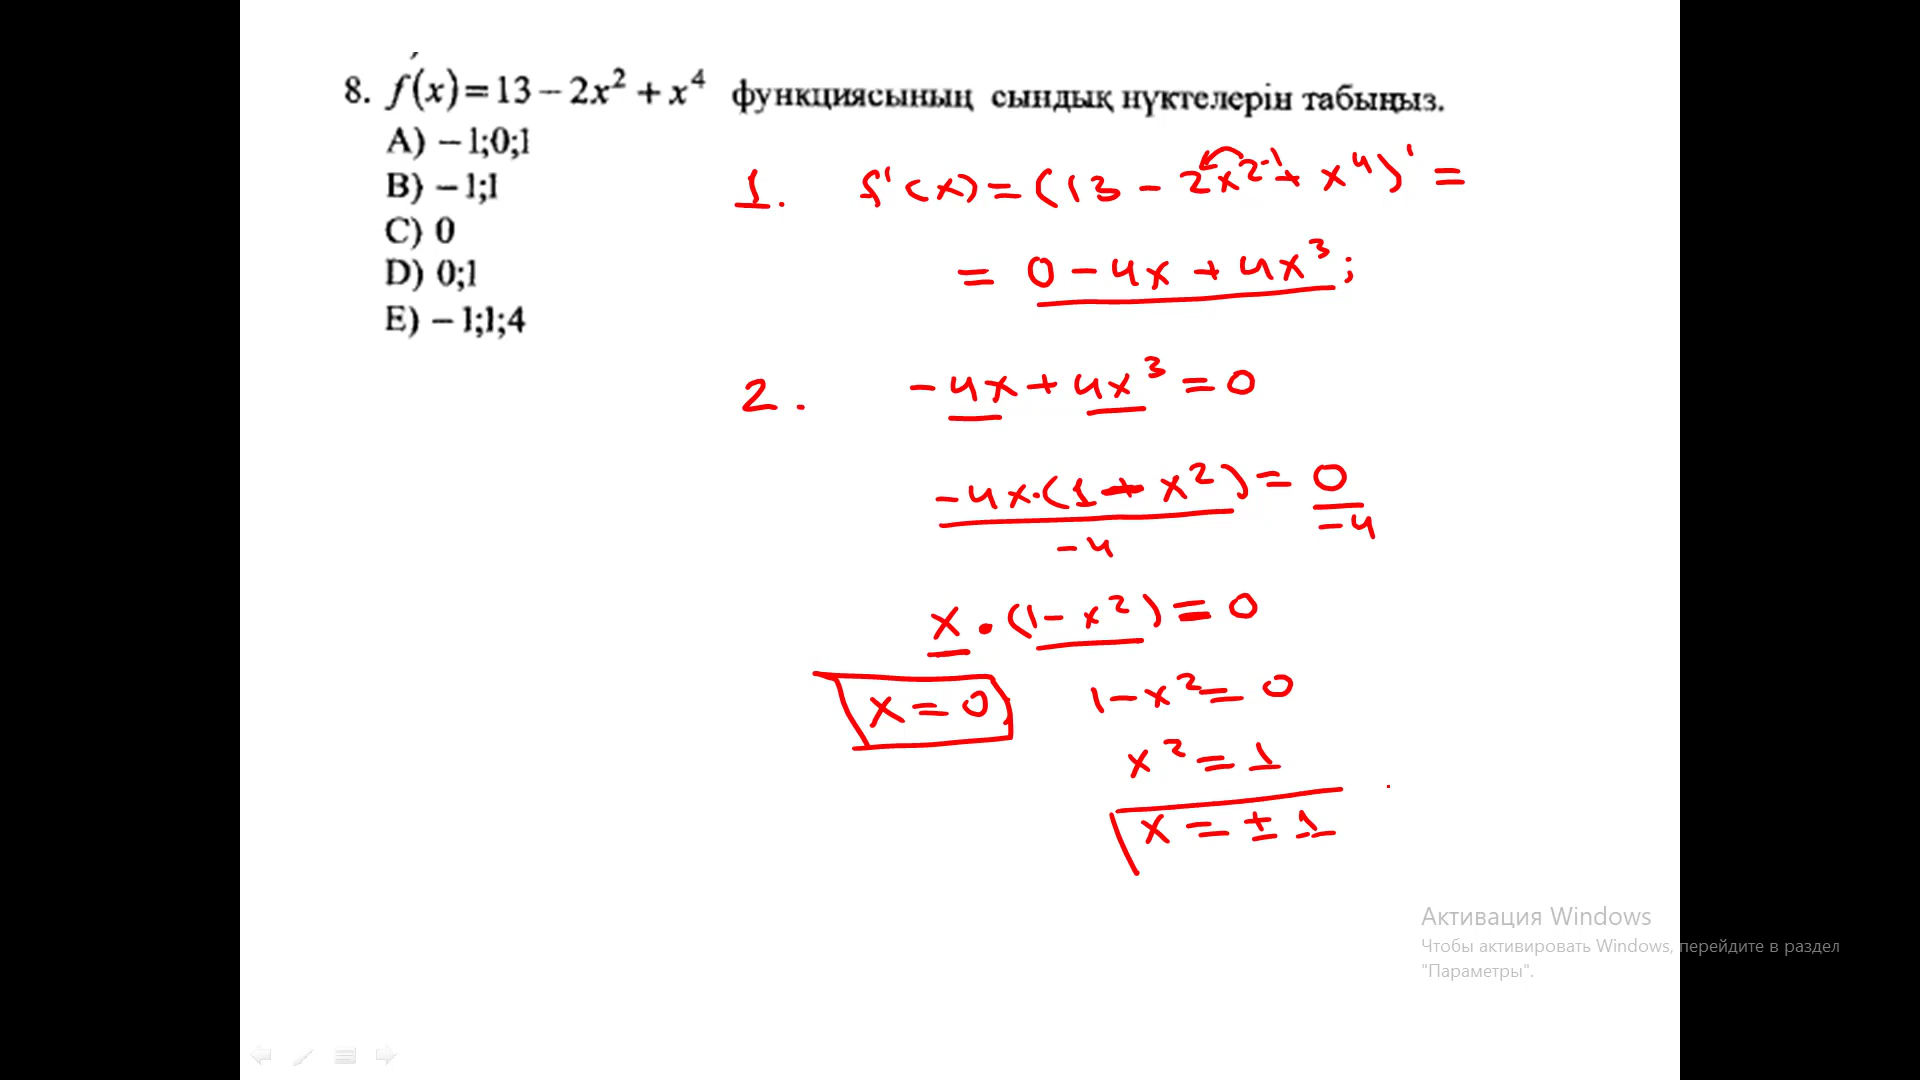 8. f(x)=13−2x²+x⁴ функциясының сындық нүктелерін табыңыз.
A) −1;0;1
B) −1;1
C) 0
D) 0;1
E) −1;1;4
1. f'(x)=(13−2x²⁻¹+x⁴)'=
=0−4x+4x³;
2. −4x+4x³=0
−4x·(1−x²)=0
−4 −4
x·(1−x²)=0
x=0 1−x²=0
x²=1
x=±1
Активация Windows
Чтобы активировать Windows, перейдите в раздел
"Параметры".